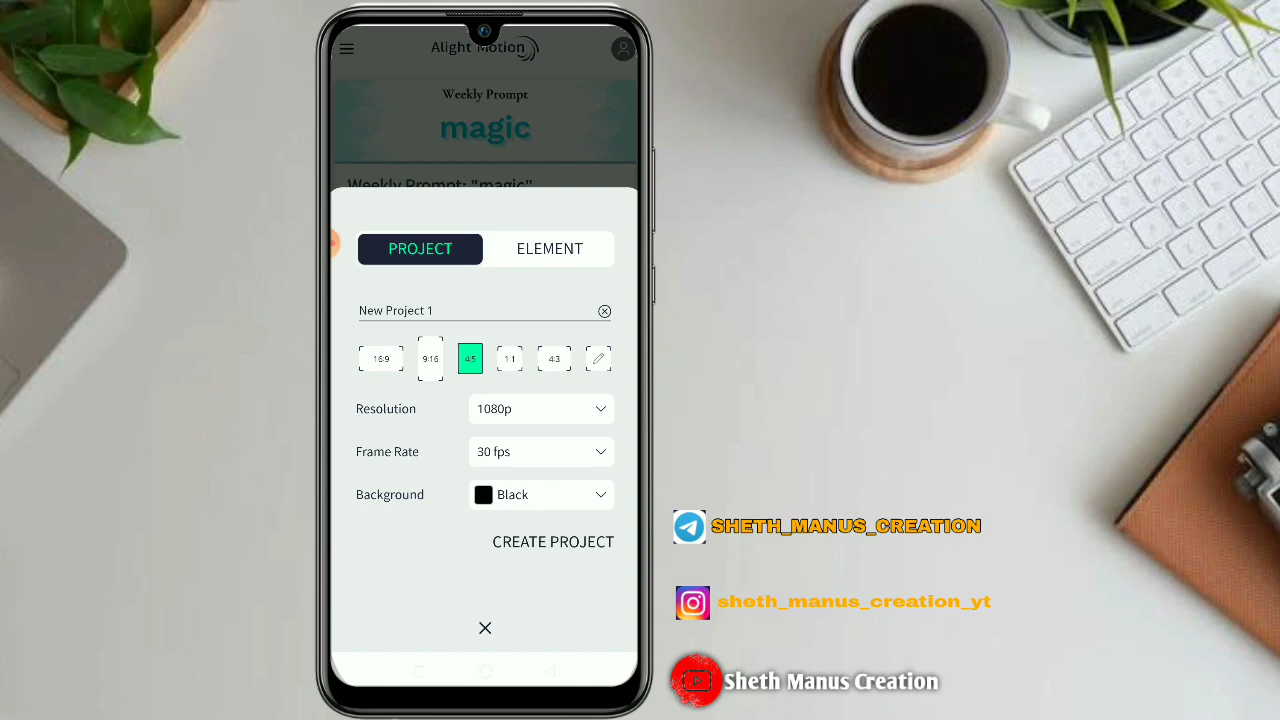 Alight Motion
Weekly Prompt
magic
Weekly Prompt: "magic"
PROJECT
ELEMENT
New Project 1
16:9
9:16
4:5
1:1
4:3
Resolution
1080p
Frame Rate
30 fps
Background
Black
CREATE PROJECT
SHETH_MANUS_CREATION
sheth_manus_creation_yt
Sheth Manus Creation